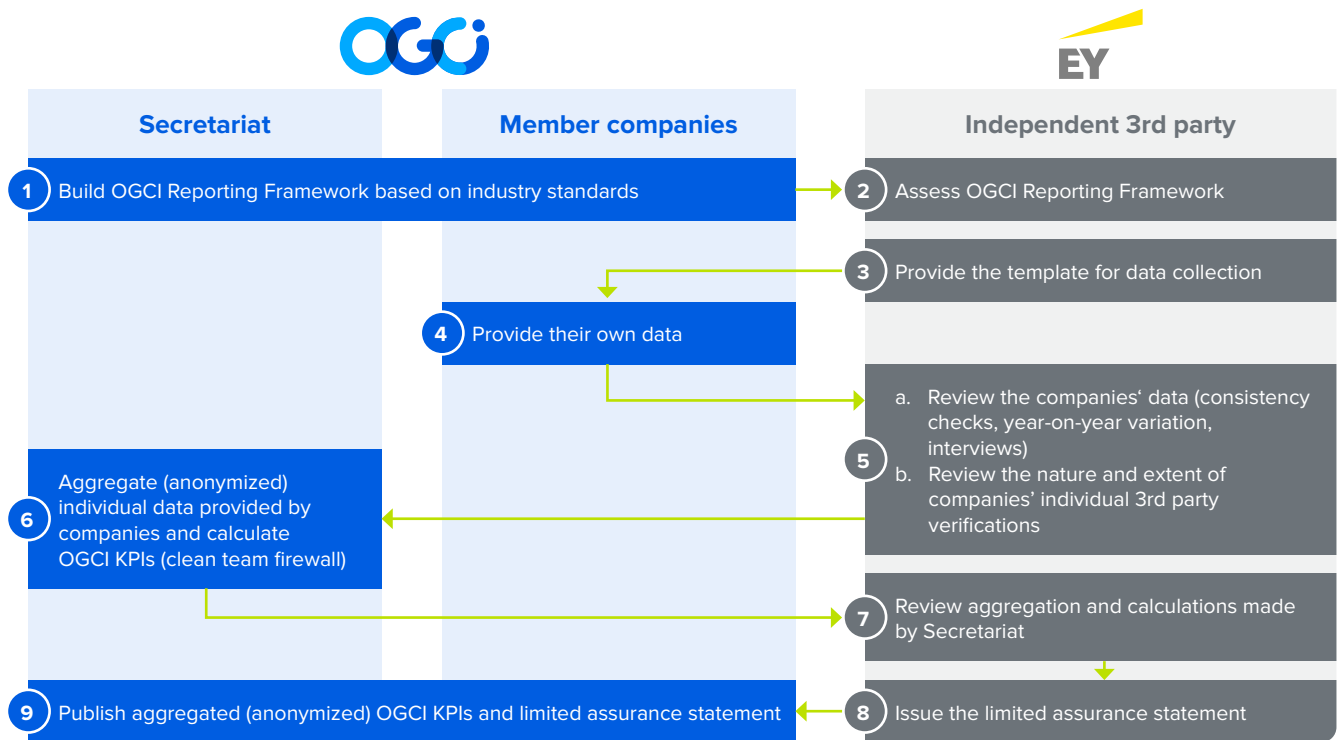 OGCi
EY
Secretariat
Member companies
Independent 3rd party
1 Build OGCI Reporting Framework based on industry standards
2 Assess OGCI Reporting Framework
3 Provide the template for data collection
4 Provide their own data
5
a. Review the companies‘ data (consistency
checks, year-on-year variation,
interviews)
b. Review the nature and extent of
companies’ individual 3rd party
verifications
6
Aggregate (anonymized)
individual data provided by
companies and calculate
OGCI KPIs (clean team firewall)
7
Review aggregation and calculations made
by Secretariat
8 Issue the limited assurance statement
9 Publish aggregated (anonymized) OGCI KPIs and limited assurance statement